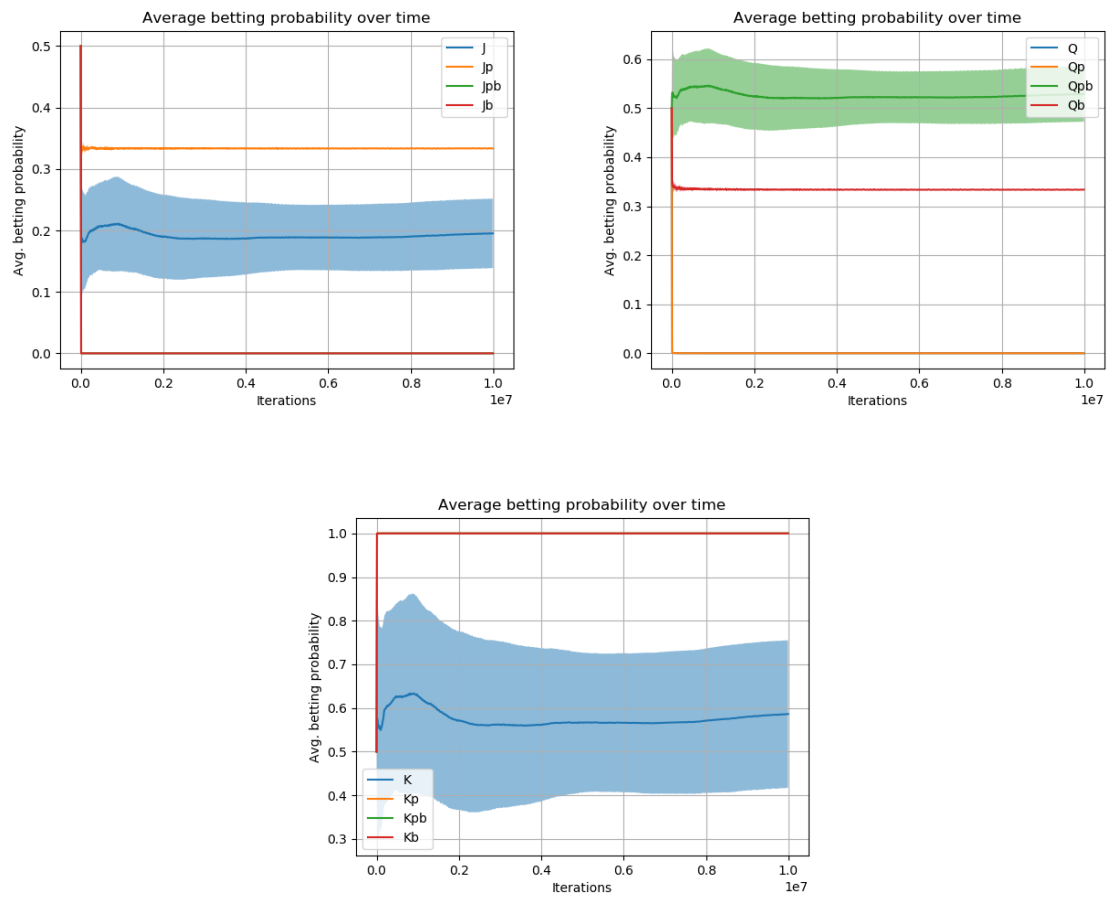 Average betting probability over time
Avg. betting probability
0.5
0.4
0.3
0.2
0.1
0.0
J
Jp
Jpb
Jb
0.0 0.2 0.4 0.6 0.8 1.0
1e7
Iterations
Average betting probability over time
Avg. betting probability
0.6
0.5
0.4
0.3
0.2
0.1
0.0
Q
Qp
Qpb
Qb
0.0 0.2 0.4 0.6 0.8 1.0
1e7
Iterations
Average betting probability over time
Avg. betting probability
1.0
0.9
0.8
0.7
0.6
0.5
0.4
0.3
K
Kp
Kpb
Kb
0.0 0.2 0.4 0.6 0.8 1.0
1e7
Iterations